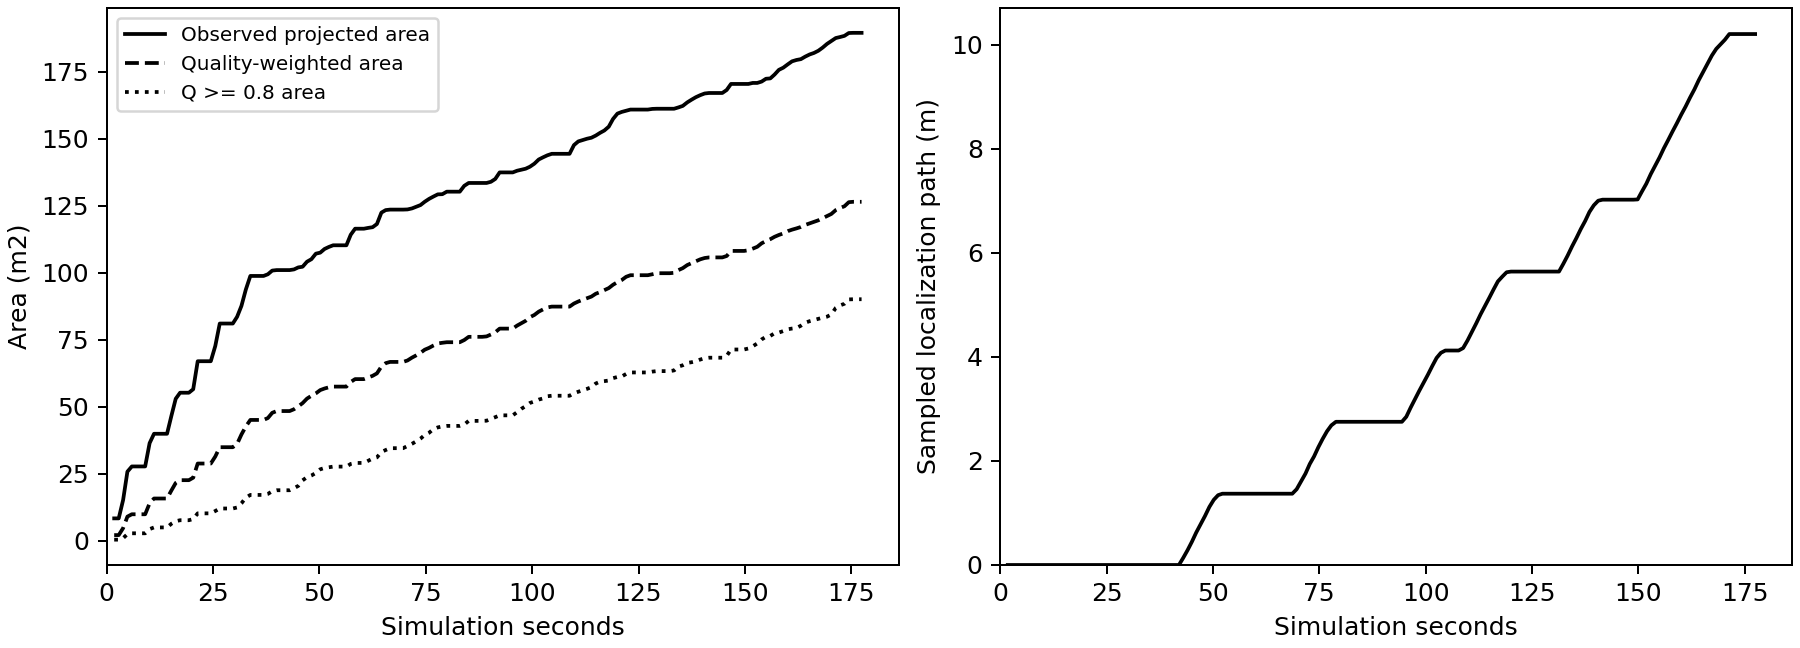 Observed projected area
Quality-weighted area
Q >= 0.8 area
175
150
125
100
75
50
25
0
Area (m2)
0 25 50 75 100 125 150 175
Simulation seconds
10
8
6
4
2
0
Sampled localization path (m)
0 25 50 75 100 125 150 175
Simulation seconds